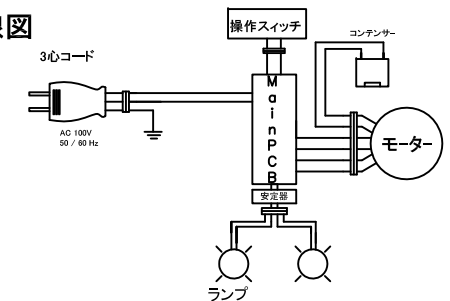 線図
操作スイッチ
コンデンサー
3心コード
AC 100V
50 / 60 Hz
MainPCB
モーター
安定器
ランプ